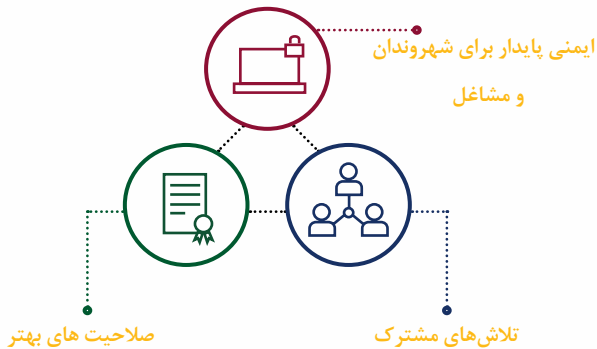 ایمنی پایدار برای شهروندان
و مشاغل
صلاحیت های بهتر
تلاش‌های مشترک